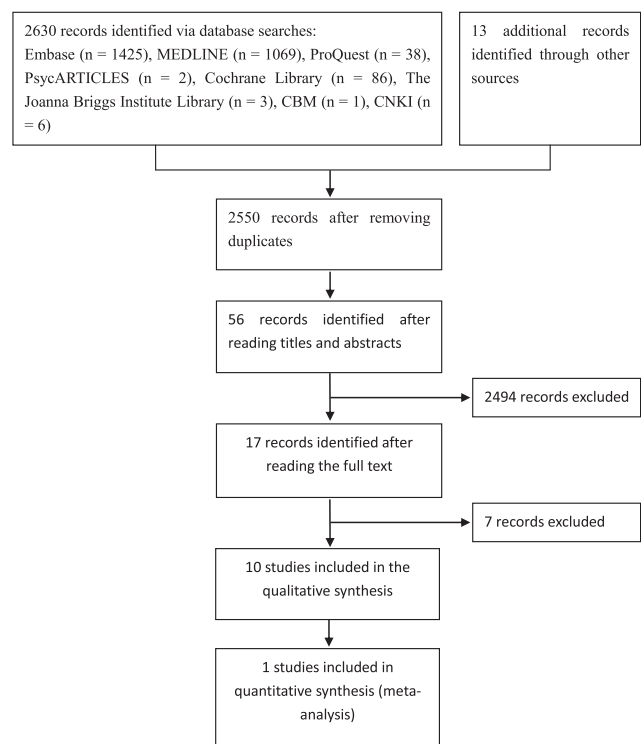 2630 records identified via database searches:
Embase (n = 1425), MEDLINE (n = 1069), ProQuest (n = 38),
PsycARTICLES (n = 2), Cochrane Library (n = 86), The
Joanna Briggs Institute Library (n = 3), CBM (n = 1), CNKI (n
= 6)
13 additional records
identified through other
sources
2550 records after removing
duplicates
56 records identified after
reading titles and abstracts
2494 records excluded
17 records identified after
reading the full text
7 records excluded
10 studies included in the
qualitative synthesis
1 studies included in
quantitative synthesis (meta-
analysis)